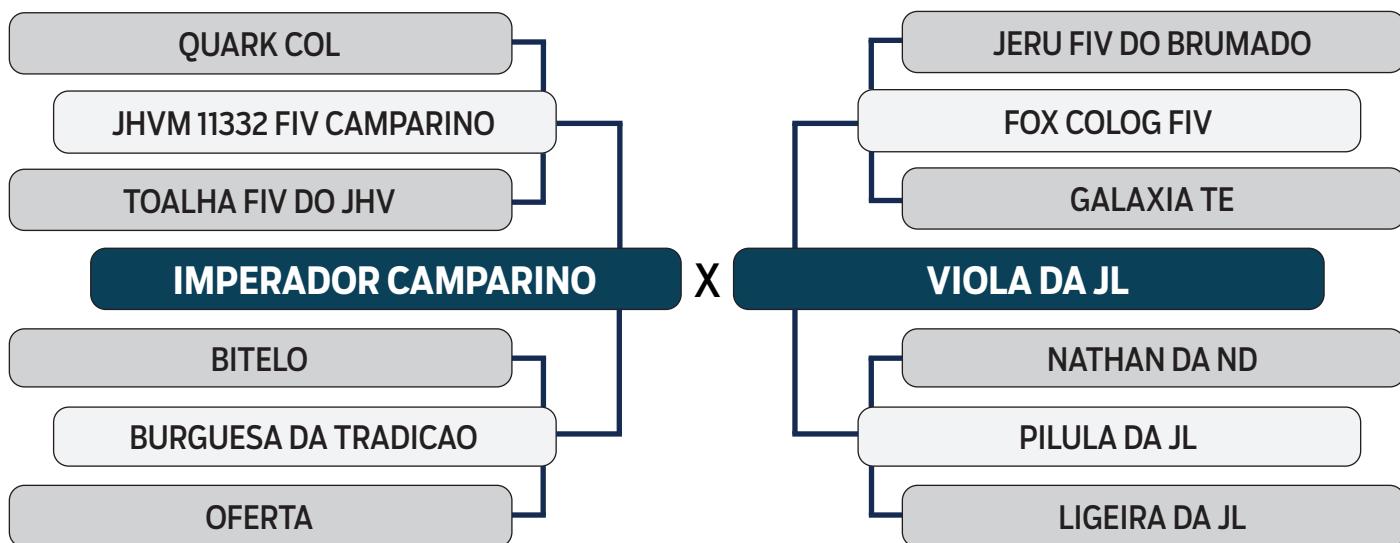 QUARK COL
JHVM 11332 FIV CAMPARINO
TOALHA FIV DO JHV
IMPERADOR CAMPARINO
BITELO
BURGUESA DA TRADICAO
OFERTA
X
JERU FIV DO BRUMADO
FOX COLOG FIV
GALAXIA TE
VIOLA DA JL
NATHAN DA ND
PILULA DA JL
LIGEIRA DA JL